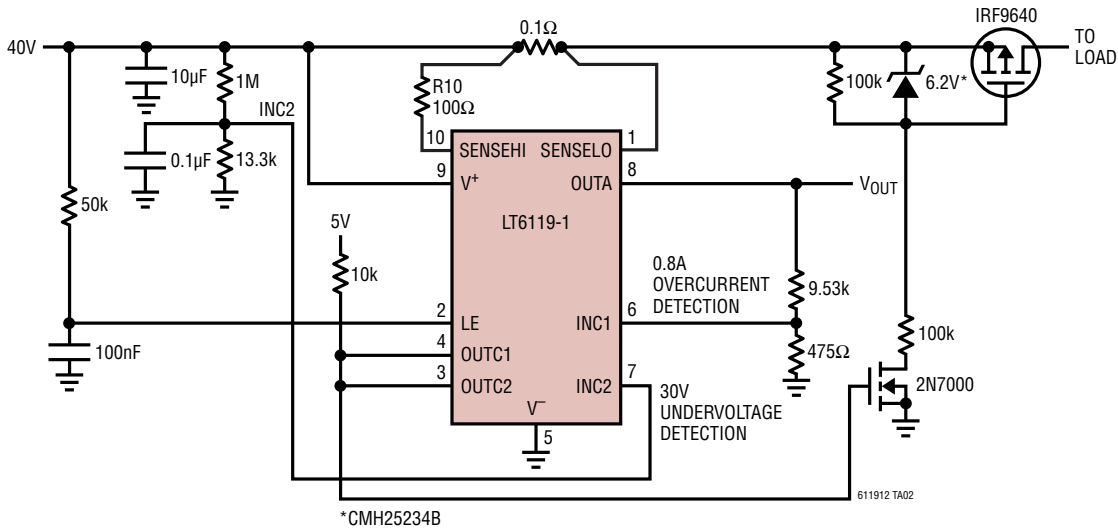 IRF9640
0.1Ω
40V
TO
LOAD
10µF
1M
R10
100Ω
100k
6.2V*
INC2
10
1
SENSEHI
SENSELO
0.1µF
13.3k
9
V+
OUTA
8
VOUT
50k
LT6119-1
5V
10k
0.8A
OVERCURRENT
DETECTION
9.53k
2
LE
INC1
6
100nF
4
OUTC1
475Ω
100k
3
OUTC2
INC2
7
2N7000
30V
UNDERVOLTAGE
DETECTION
V–
5
611912 TA02
*CMH25234B